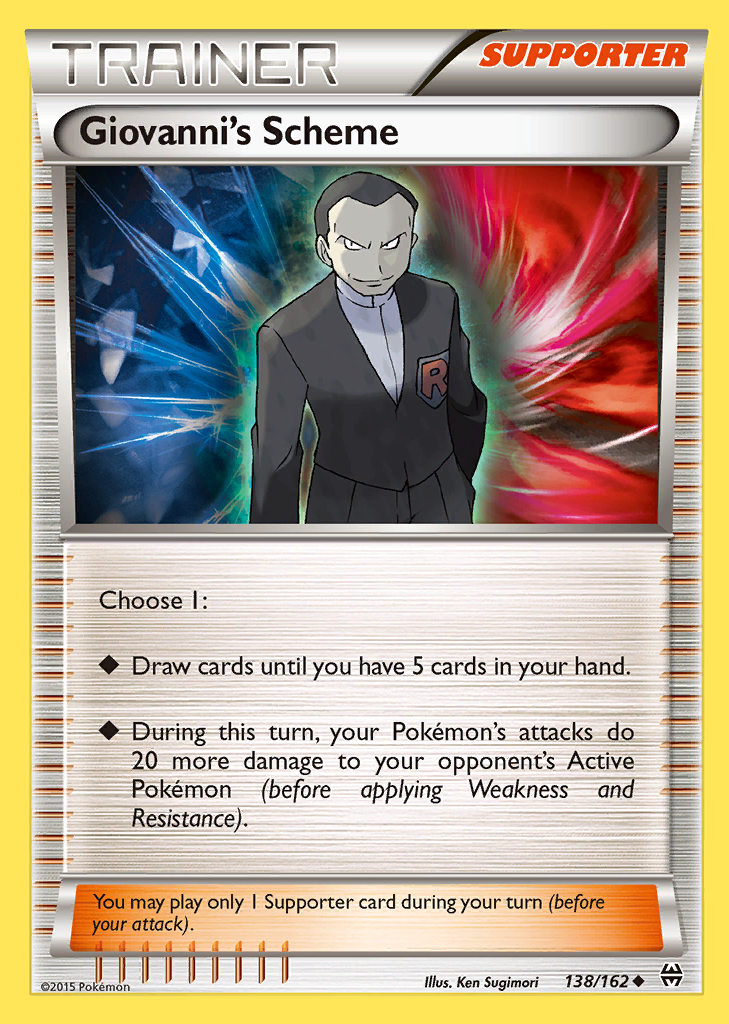 TRAINER SUPPORTER
Giovanni's Scheme
R
Choose 1:
◆ Draw cards until you have 5 cards in your hand.
◆ During this turn, your Pokémon's attacks do
20 more damage to your opponent's Active
Pokémon (before applying Weakness and
Resistance).
You may play only 1 Supporter card during your turn (before
your attack).
©2015 Pokémon Illus. Ken Sugimori 138/162 ◆